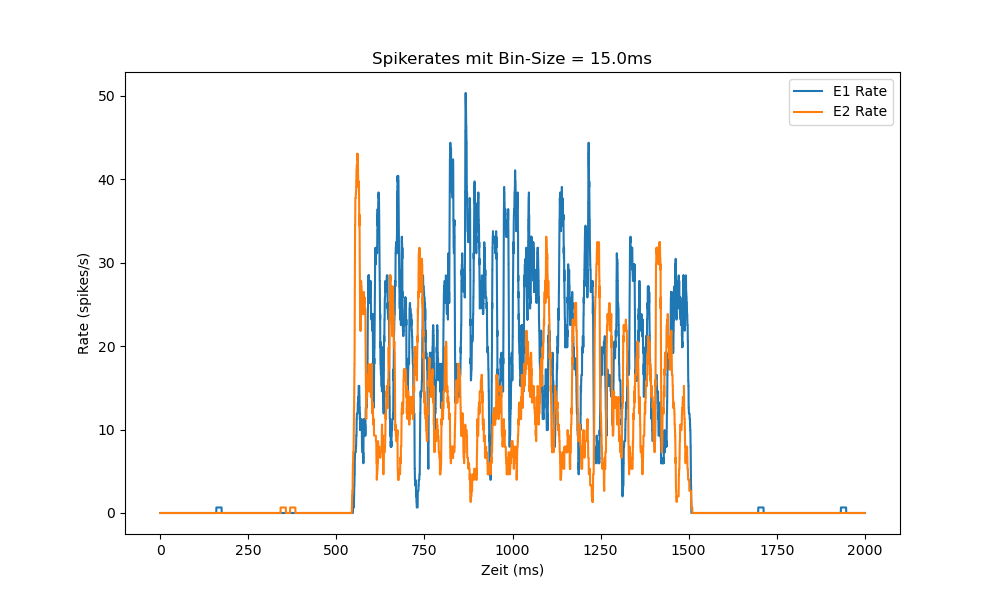 Spikerates mit Bin-Size = 15.0ms
E1 Rate
E2 Rate
Rate (spikes/s)
50
40
30
20
10
0
0 250 500 750 1000 1250 1500 1750 2000
Zeit (ms)